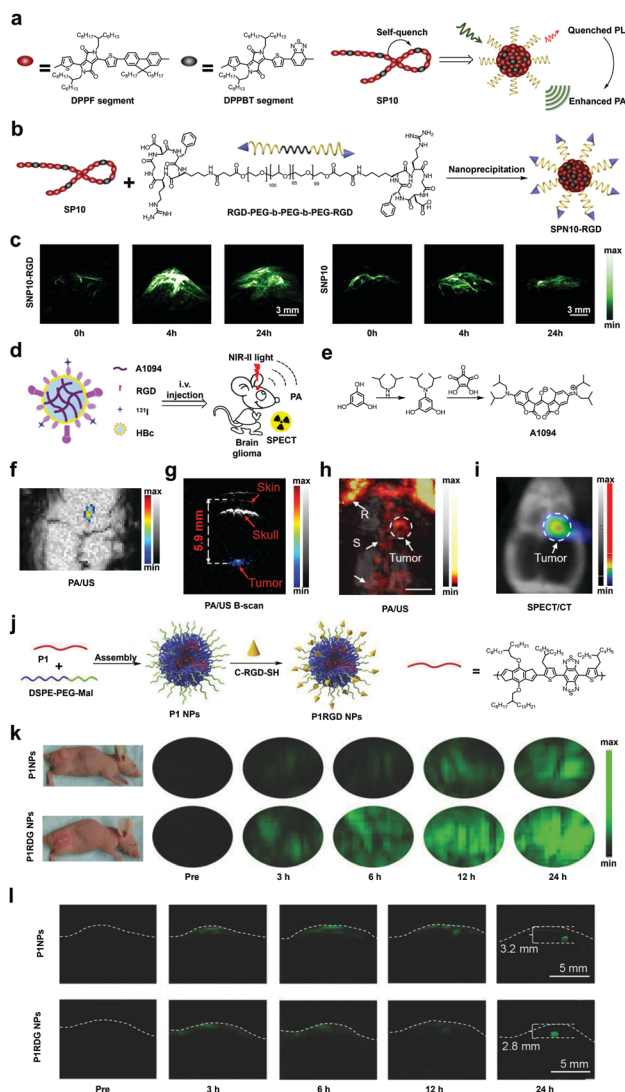 a
C₈H₁₇
C₆H₁₃
DPPF segment
C₈H₁₇
C₆H₁₃
DPPBT segment
Self-quench
SP10
Quenched PL
Enhanced PA
b
SP10
+
RGD-PEG-b-PEG-b-PEG-RGD
Nanoprecipitation
SPN10-RGD
c
SNP10-RGD
0h
4h
24h
3 mm
SNP10
0h
4h
24h
3 mm
max
min
d
A1094
RGD
¹³¹I
HBc
i.v.
injection
NIR-II light
PA
Brain
glioma
SPECT
e
A1094
f
PA/US
max
min
g
5.9 mm
Skin
Skull
Tumor
PA/US B-scan
max
min
h
R
S
Tumor
PA/US
max
min
i
Tumor
SPECT/CT
max
min
j
P1
+
DSPE-PEG-Mal
Assembly
P1 NPs
C-RGD-SH
P1RGD NPs
=
k
P1NPs
P1RDG NPs
Pre
3 h
6 h
12 h
24 h
max
min
l
P1NPs
3.2 mm
5 mm
P1RDG NPs
2.8 mm
5 mm
Pre
3 h
6 h
12 h
24 h